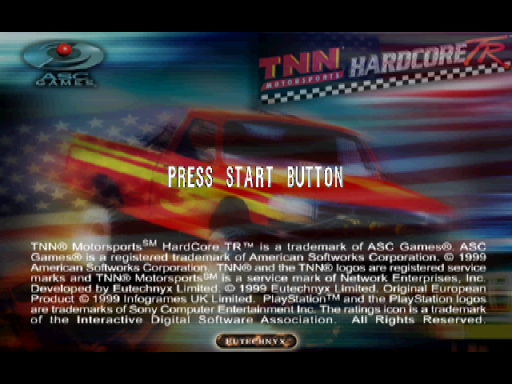 ASC
GAMES
TNN
MOTORSPORTS
HARDCORE TR
PRESS START BUTTON
TNN® Motorsports℠ HardCore TR™ is a trademark of ASC Games®. ASC
Games® is a registered trademark of American Softworks Corporation. © 1999
American Softworks Corporation. TNN® and the TNN® logos are registered service
marks and TNN® Motorsports℠ is a service mark of Network Enterprises, Inc.
Developed by Eutechnyx Limited. © 1999 Eutechnyx Limited. Original European
Product © 1999 Infogrames UK Limited. PlayStation™ and the PlayStation logos
are trademarks of Sony Computer Entertainment Inc. The ratings icon is a trademark
of the Interactive Digital Software Association. All Rights Reserved.
EUTECHNYX